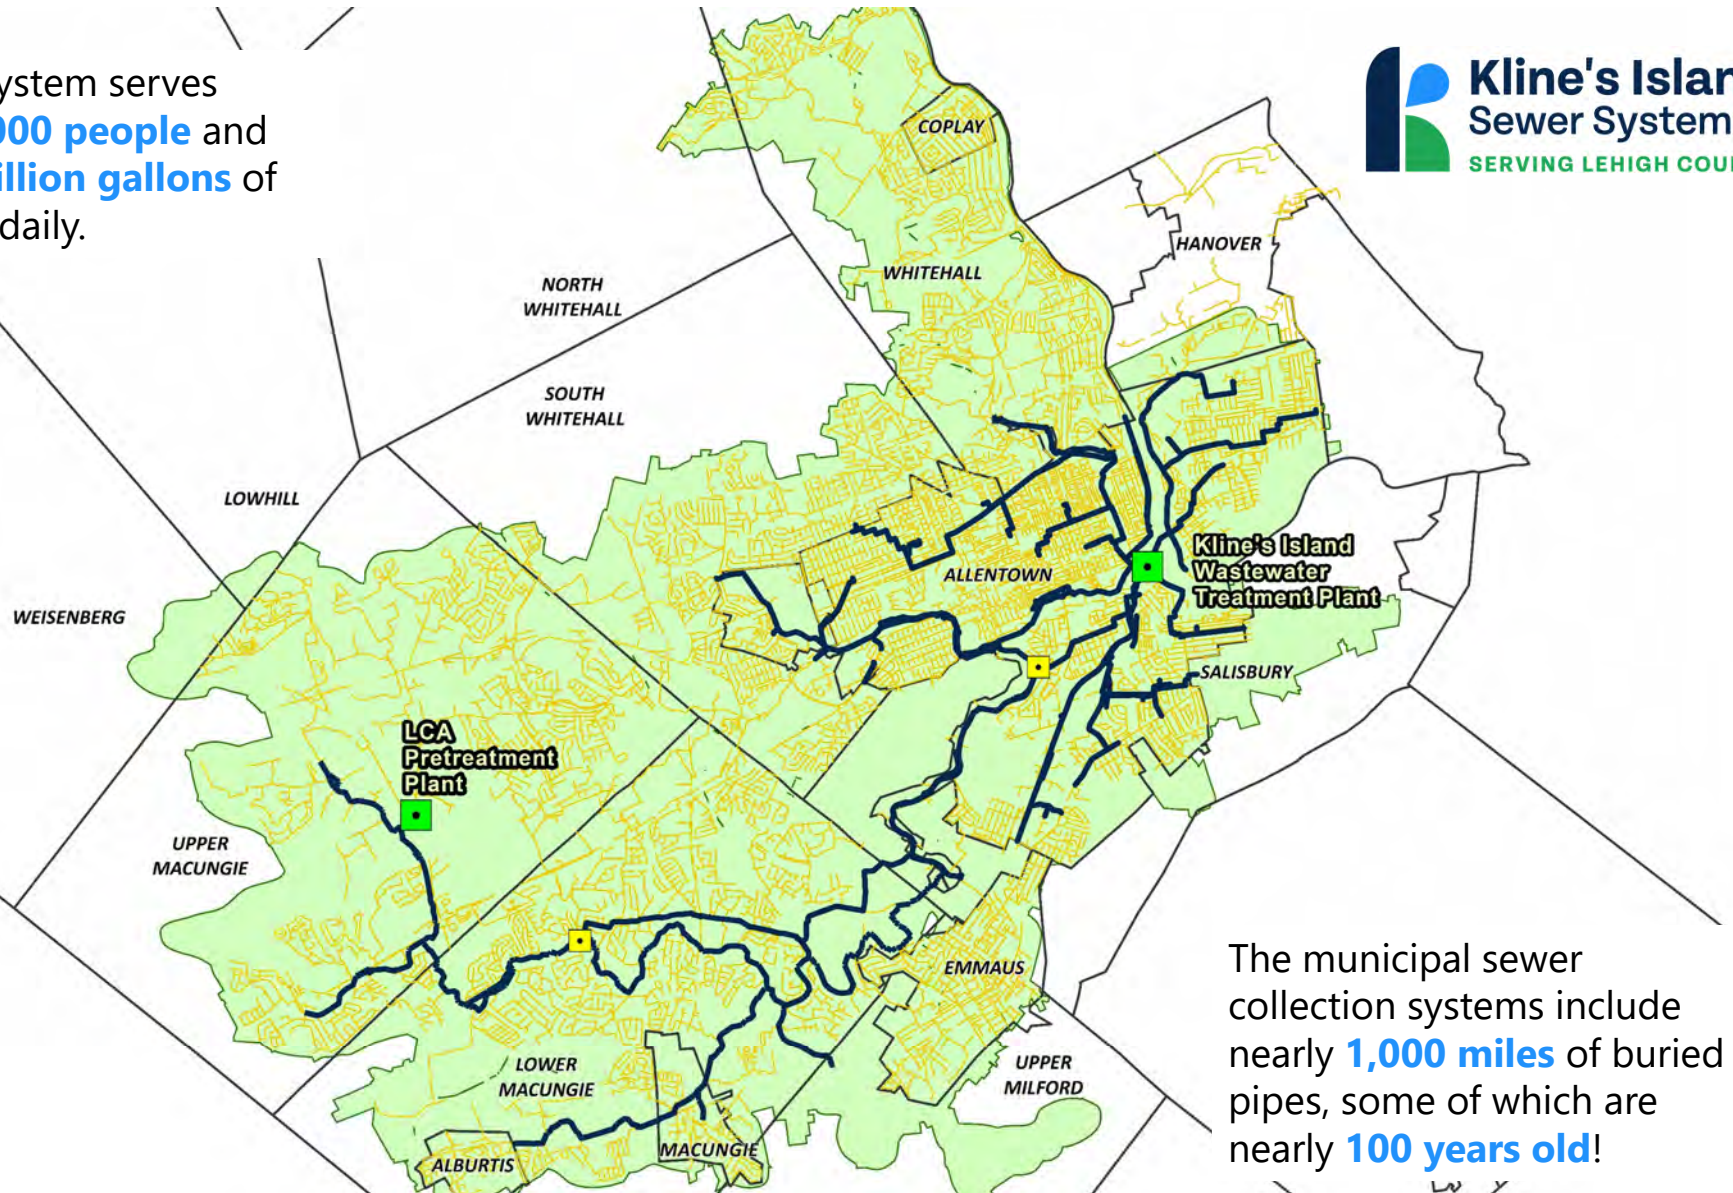 ystem serves
000 people and
illion gallons of
daily.
Kline's Islan
Sewer System
SERVING LEHIGH COU
COPLAY
HANOVER
WHITEHALL
NORTH
WHITEHALL
SOUTH
WHITEHALL
LOWHILL
WEISENBERG
Kline's Island
Wastewater
Treatment Plant
ALLENTOWN
SALISBURY
LCA
Pretreatment
Plant
UPPER
MACUNGIE
EMMAUS
LOWER
MACUNGIE
UPPER
MILFORD
MACUNGIE
ALBURTIS
The municipal sewer
collection systems include
nearly 1,000 miles of buried
pipes, some of which are
nearly 100 years old!